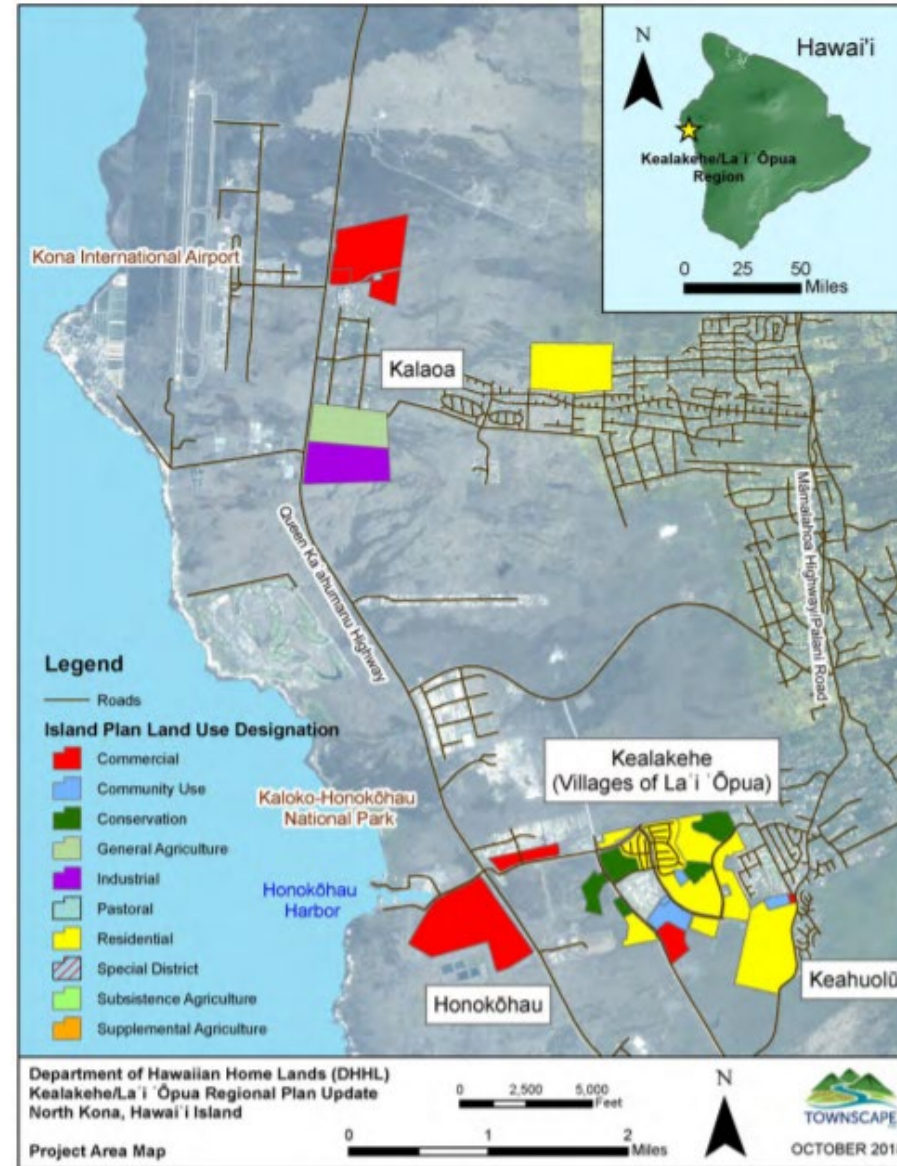 N
Hawai'i
Kealakehe/La`i `Ōpua
Region
0 25 50
Miles
Kona International Airport
Kalaoa
Queen Ka`ahumanu Highway
Māmalahoa Highway/Palani Road
Legend
Roads
Island Plan Land Use Designation
Commercial
Community Use
Conservation
General Agriculture
Industrial
Pastoral
Residential
Special District
Subsistence Agriculture
Supplemental Agriculture
Kealakehe
(Villages of La`i `Ōpua)
Kaloko-Honokōhau
National Park
Honokōhau
Harbor
Honokōhau
Keahuolū
Department of Hawaiian Home Lands (DHHL)
Kealakehe/La`i `Ōpua Regional Plan Update
North Kona, Hawai`i Island
Project Area Map
0 2,500 5,000
Feet
0 1 2
Miles
N
TOWNSCAPE
OCTOBER 201